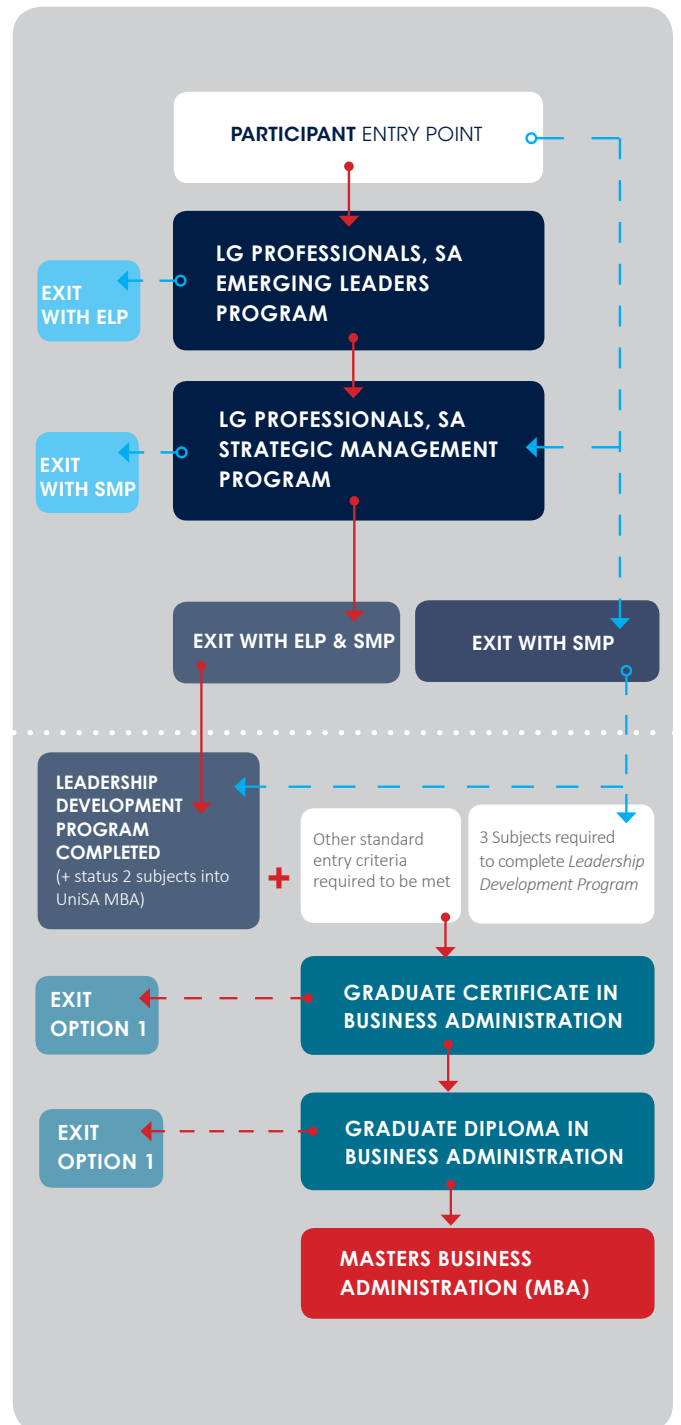 PARTICIPANT ENTRY POINT
LG PROFESSIONALS, SA
EMERGING LEADERS
PROGRAM
EXIT
WITH ELP
LG PROFESSIONALS, SA
STRATEGIC MANAGEMENT
PROGRAM
EXIT
WITH SMP
EXIT WITH ELP & SMP
EXIT WITH SMP
LEADERSHIP
DEVELOPMENT
PROGRAM
COMPLETED
(+ status 2 subjects into
UniSA MBA)
+
Other standard
entry criteria
required to be met
3 Subjects required
to complete Leadership
Development Program
GRADUATE CERTIFICATE IN
BUSINESS ADMINISTRATION
EXIT
OPTION 1
GRADUATE DIPLOMA IN
BUSINESS ADMINISTRATION
EXIT
OPTION 1
MASTERS BUSINESS
ADMINISTRATION (MBA)